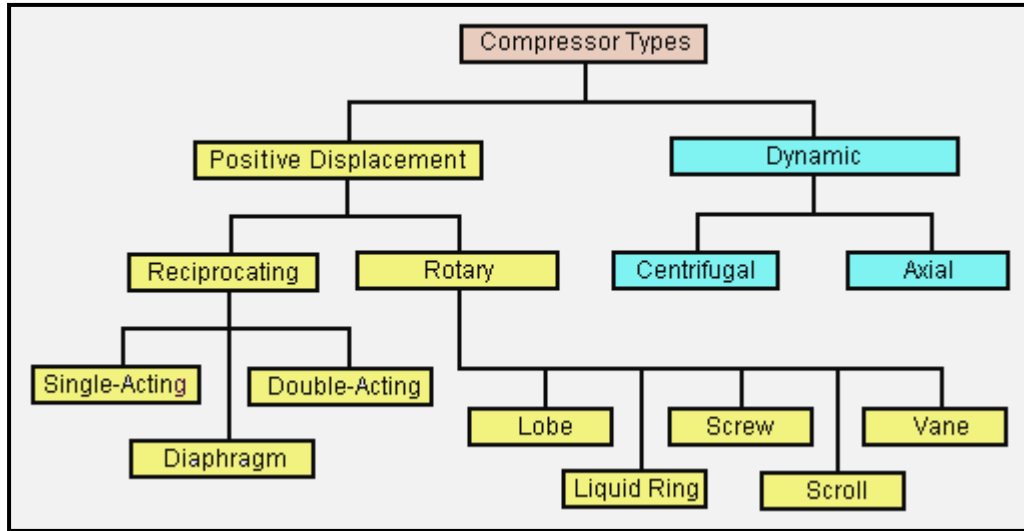 Compressor Types
Positive Displacement
Dynamic
Reciprocating
Rotary
Centrifugal
Axial
Single-Acting
Double-Acting
Diaphragm
Lobe
Screw
Vane
Liquid Ring
Scroll